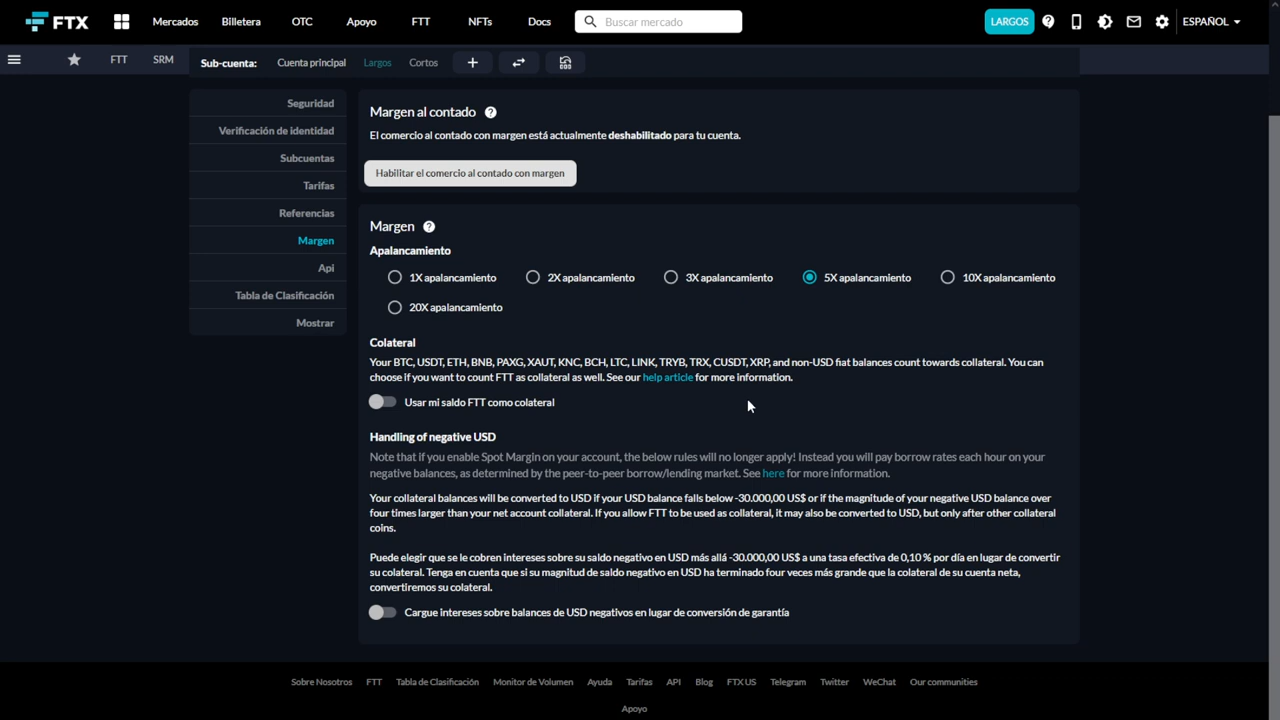 FTX Mercados Billetera OTC Apoyo FTT NFTs Docs Buscar mercado LARGOS ESPAÑOL
FTT SRM Sub-cuenta: Cuenta principal Largos Cortos
Seguridad
Verificación de identidad
Subcuentas
Tarifas
Referencias
Margen
Api
Tabla de Clasificación
Mostrar
Margen al contado
El comercio al contado con margen está actualmente deshabilitado para tu cuenta.
Habilitar el comercio al contado con margen
Margen
Apalancamiento
1X apalancamiento 2X apalancamiento 3X apalancamiento 5X apalancamiento 10X apalancamiento
20X apalancamiento
Colateral
Your BTC, USDT, ETH, BNB, PAXG, XAUT, KNC, BCH, LTC, LINK, TRYB, TRX, CUSDT, XRP, and non-USD fiat balances count towards collateral. You can
choose if you want to count FTT as collateral as well. See our help article for more information.
Usar mi saldo FTT como colateral
Handling of negative USD
Note that if you enable Spot Margin on your account, the below rules will no longer apply! Instead you will pay borrow rates each hour on your
negative balances, as determined by the peer-to-peer borrow/lending market. See here for more information.
Your collateral balances will be converted to USD if your USD balance falls below -30.000,00 US$ or if the magnitude of your negative USD balance over
four times larger than your net account collateral. If you allow FTT to be used as collateral, it may also be converted to USD, but only after other collateral
coins.
Puede elegir que se le cobren intereses sobre su saldo negativo en USD más allá -30.000,00 US$ a una tasa efectiva de 0,10 % por día en lugar de convertir
su colateral. Tenga en cuenta que si su magnitud de saldo negativo en USD ha terminado four veces más grande que la colateral de su cuenta neta,
convertiremos su colateral.
Cargue intereses sobre balances de USD negativos en lugar de conversión de garantía
Sobre Nosotros FTT Tabla de Clasificación Monitor de Volumen Ayuda Tarifas API Blog FTX US Telegram Twitter WeChat Our communities
Apoyo